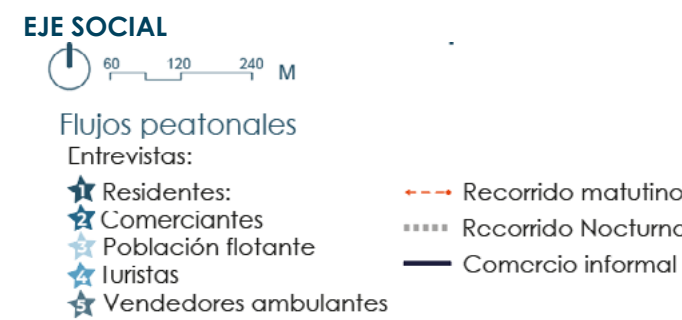 EJE SOCIAL
60 120 240 M
Flujos peatonales
Entrevistas:
1 Residentes:
2 Comerciantes
3 Población flotante
4 Turistas
5 Vendedores ambulantes
Recorrido matutino
Recorrido Nocturno
Comercio informal